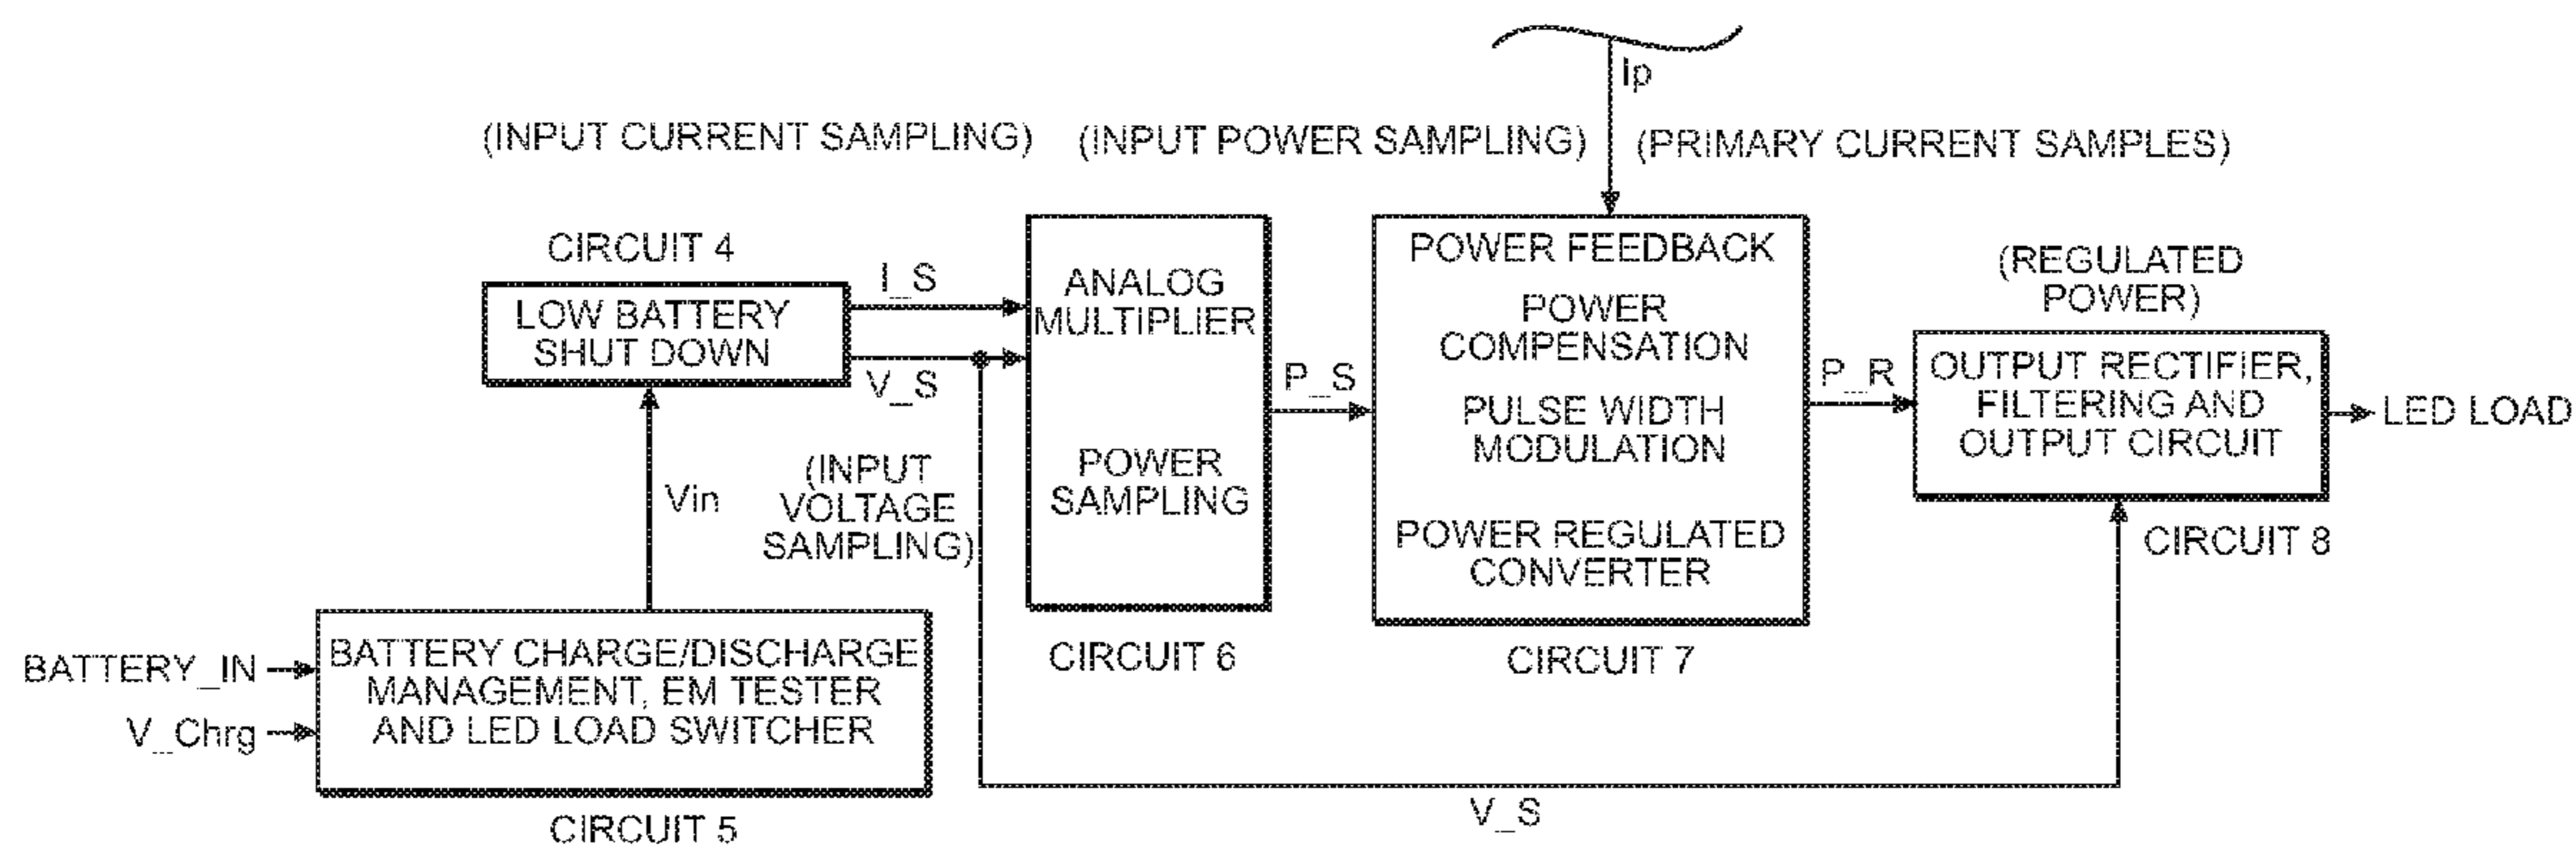 Ip
(INPUT CURRENT SAMPLING)
(INPUT POWER SAMPLING)
(PRIMARY CURRENT SAMPLES)
CIRCUIT 4
LOW BATTERY
SHUT DOWN
I_S
V_S
ANALOG
MULTIPLIER
POWER
SAMPLING
CIRCUIT 6
P_S
POWER FEEDBACK
POWER
COMPENSATION
PULSE WIDTH
MODULATION
POWER REGULATED
CONVERTER
CIRCUIT 7
P_R
(REGULATED
POWER)
OUTPUT RECTIFIER,
FILTERING AND
OUTPUT CIRCUIT
LED LOAD
CIRCUIT 8
Vin
(INPUT
VOLTAGE
SAMPLING)
BATTERY_IN
V_Chrg
BATTERY CHARGE/DISCHARGE
MANAGEMENT, EM TESTER
AND LED LOAD SWITCHER
CIRCUIT 5
V_S